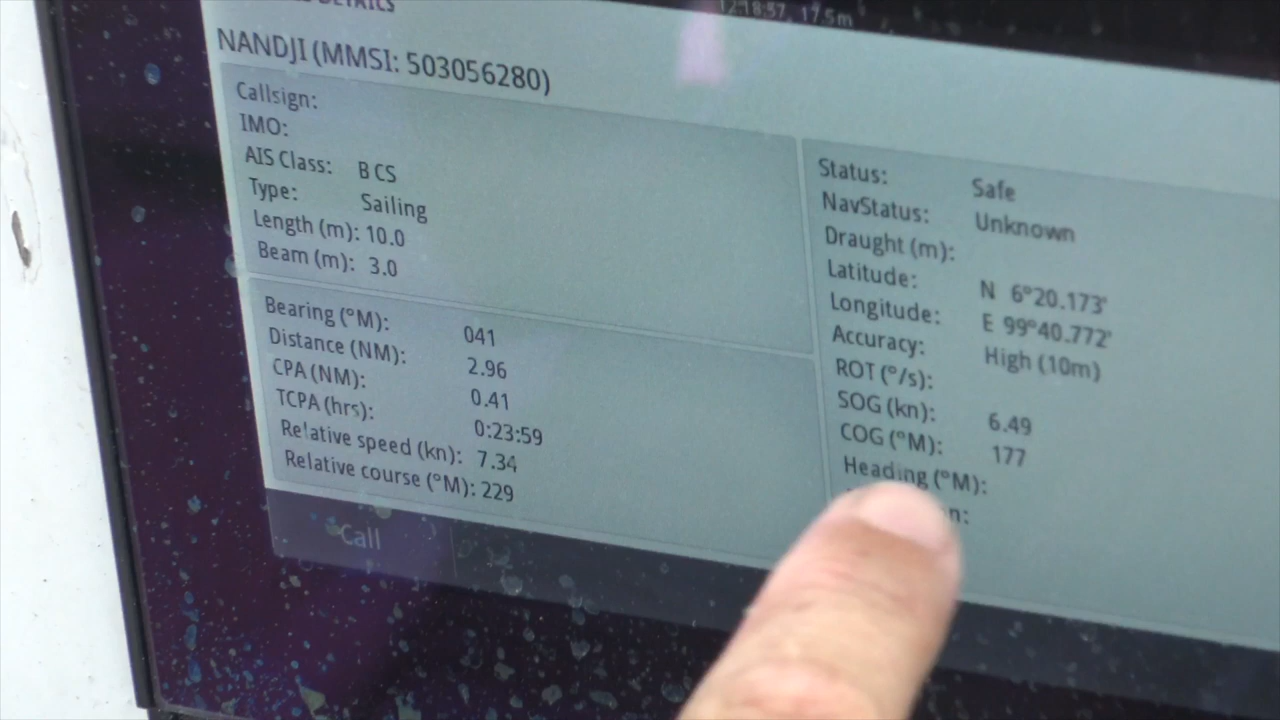 DETAILS
12:18:57, 17.5m
NANDJI (MMSI: 503056280)
Callsign:
IMO:
AIS Class: B CS
Type: Sailing
Length (m): 10.0
Beam (m): 3.0
Bearing (°M): 041
Distance (NM): 2.96
CPA (NM): 0.41
TCPA (hrs): 0:23:59
Relative speed (kn): 7.34
Relative course (°M): 229
Status: Safe
NavStatus: Unknown
Draught (m):
Latitude: N 6°20.173'
Longitude: E 99°40.772'
Accuracy: High (10m)
ROT (°/s):
SOG (kn): 6.49
COG (°M): 177
Heading (°M):
Call